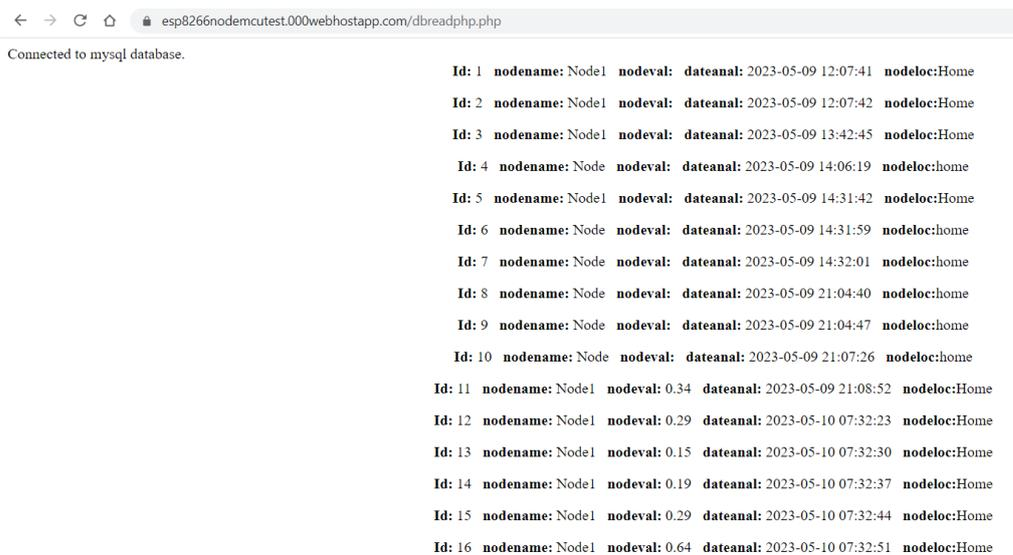 esp8266nodemcutest.000webhostapp.com/dbreadphp.php
Connected to mysql database.
Id: 1 nodename: Node1 nodeval: dateanal: 2023-05-09 12:07:41 nodeloc:Home
Id: 2 nodename: Node1 nodeval: dateanal: 2023-05-09 12:07:42 nodeloc:Home
Id: 3 nodename: Node1 nodeval: dateanal: 2023-05-09 13:42:45 nodeloc:Home
Id: 4 nodename: Node nodeval: dateanal: 2023-05-09 14:06:19 nodeloc:home
Id: 5 nodename: Node1 nodeval: dateanal: 2023-05-09 14:31:42 nodeloc:Home
Id: 6 nodename: Node nodeval: dateanal: 2023-05-09 14:31:59 nodeloc:home
Id: 7 nodename: Node nodeval: dateanal: 2023-05-09 14:32:01 nodeloc:home
Id: 8 nodename: Node nodeval: dateanal: 2023-05-09 21:04:40 nodeloc:home
Id: 9 nodename: Node nodeval: dateanal: 2023-05-09 21:04:47 nodeloc:home
Id: 10 nodename: Node nodeval: dateanal: 2023-05-09 21:07:26 nodeloc:home
Id: 11 nodename: Node1 nodeval: 0.34 dateanal: 2023-05-09 21:08:52 nodeloc:Home
Id: 12 nodename: Node1 nodeval: 0.29 dateanal: 2023-05-10 07:32:23 nodeloc:Home
Id: 13 nodename: Node1 nodeval: 0.15 dateanal: 2023-05-10 07:32:30 nodeloc:Home
Id: 14 nodename: Node1 nodeval: 0.19 dateanal: 2023-05-10 07:32:37 nodeloc:Home
Id: 15 nodename: Node1 nodeval: 0.29 dateanal: 2023-05-10 07:32:44 nodeloc:Home
Id: 16 nodename: Node1 nodeval: 0.64 dateanal: 2023-05-10 07:32:51 nodeloc:Home